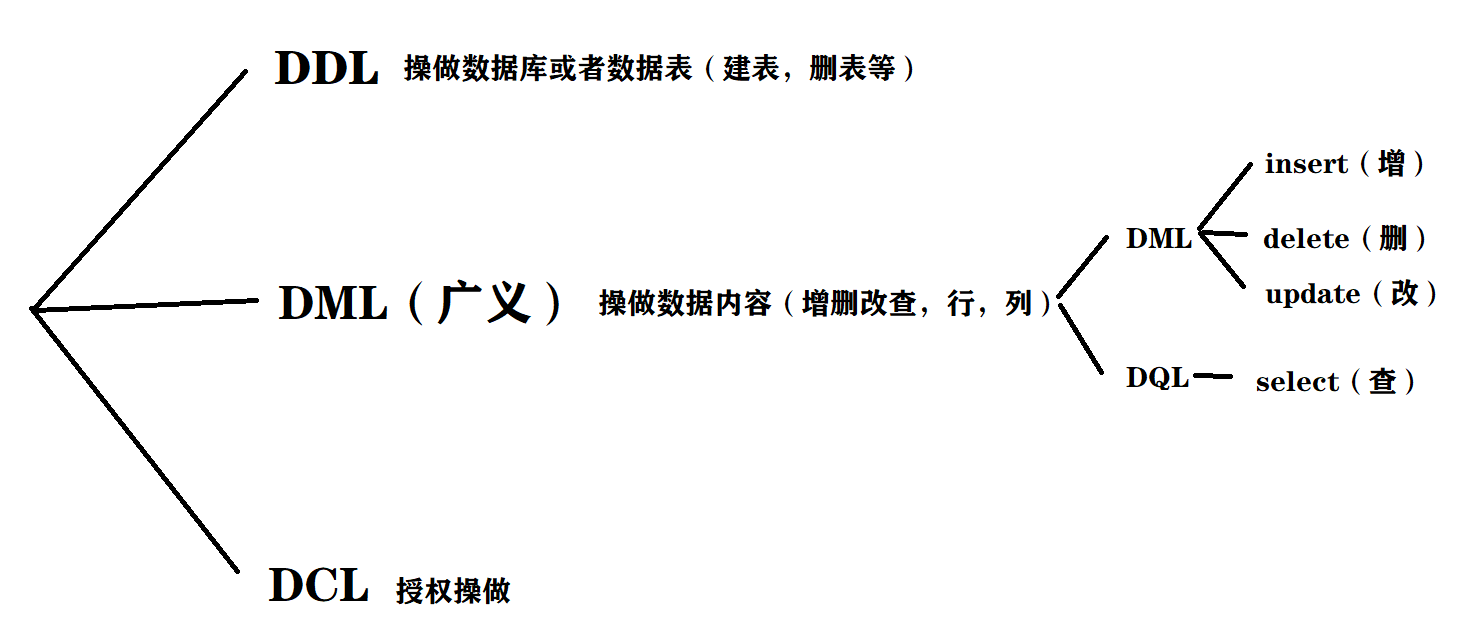 DDL 操做数据库或者数据表（建表，删表等）
insert（增）
DML
delete（删）
update（改）
DML（广义） 操做数据内容（增删改查，行，列）
DQL
select（查）
DCL 授权操做